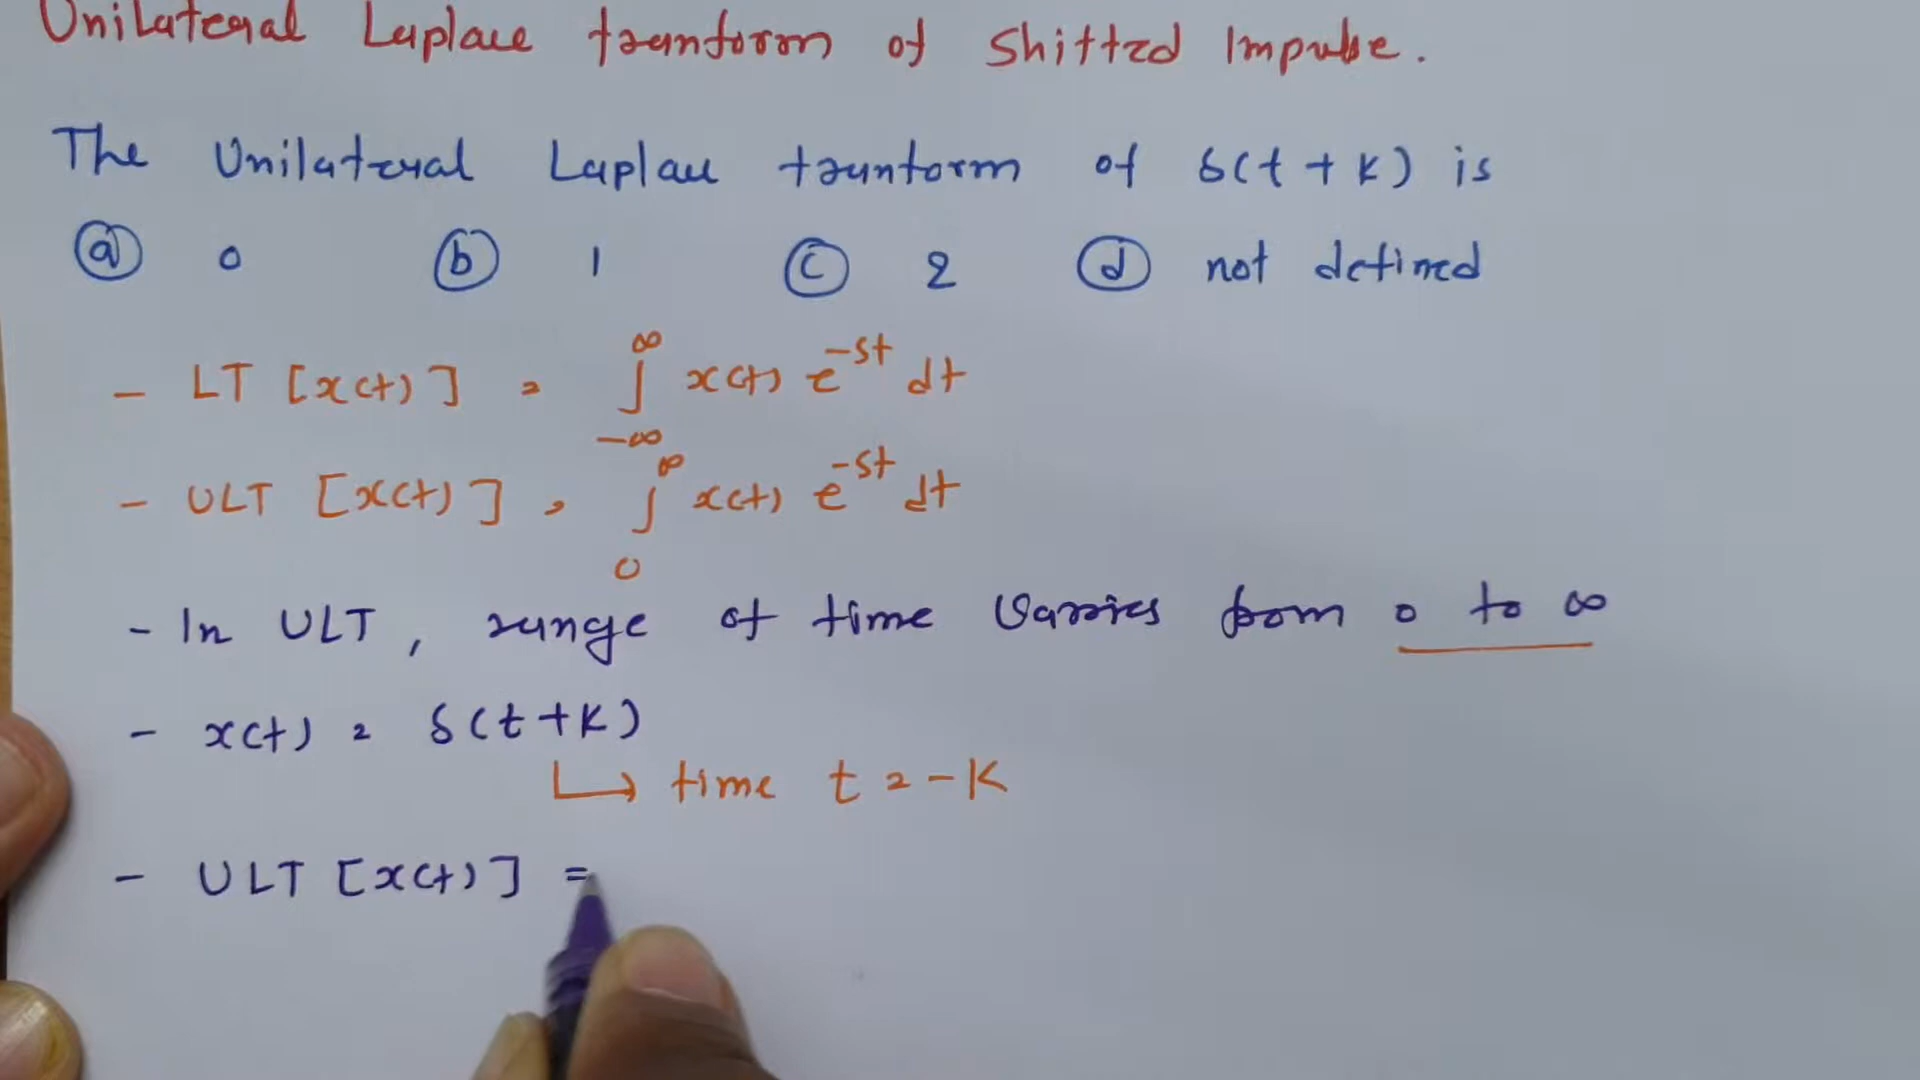 Unilateral Laplace transform of Shifted Impulse.
The Unilateral Laplace transform of δ(t + K) is
ⓐ 0 ⓑ 1 ⓒ 2 ⓓ not defined
- LT [x(t)] = ∫_{-∞}^{∞} x(t) e^{-st} dt
- ULT [x(t)] = ∫_{0}^{∞} x(t) e^{-st} dt
- In ULT, range of time varries from 0 to ∞
- x(t) = δ(t+K)
↳ time t = -K
- ULT [x(t)] =